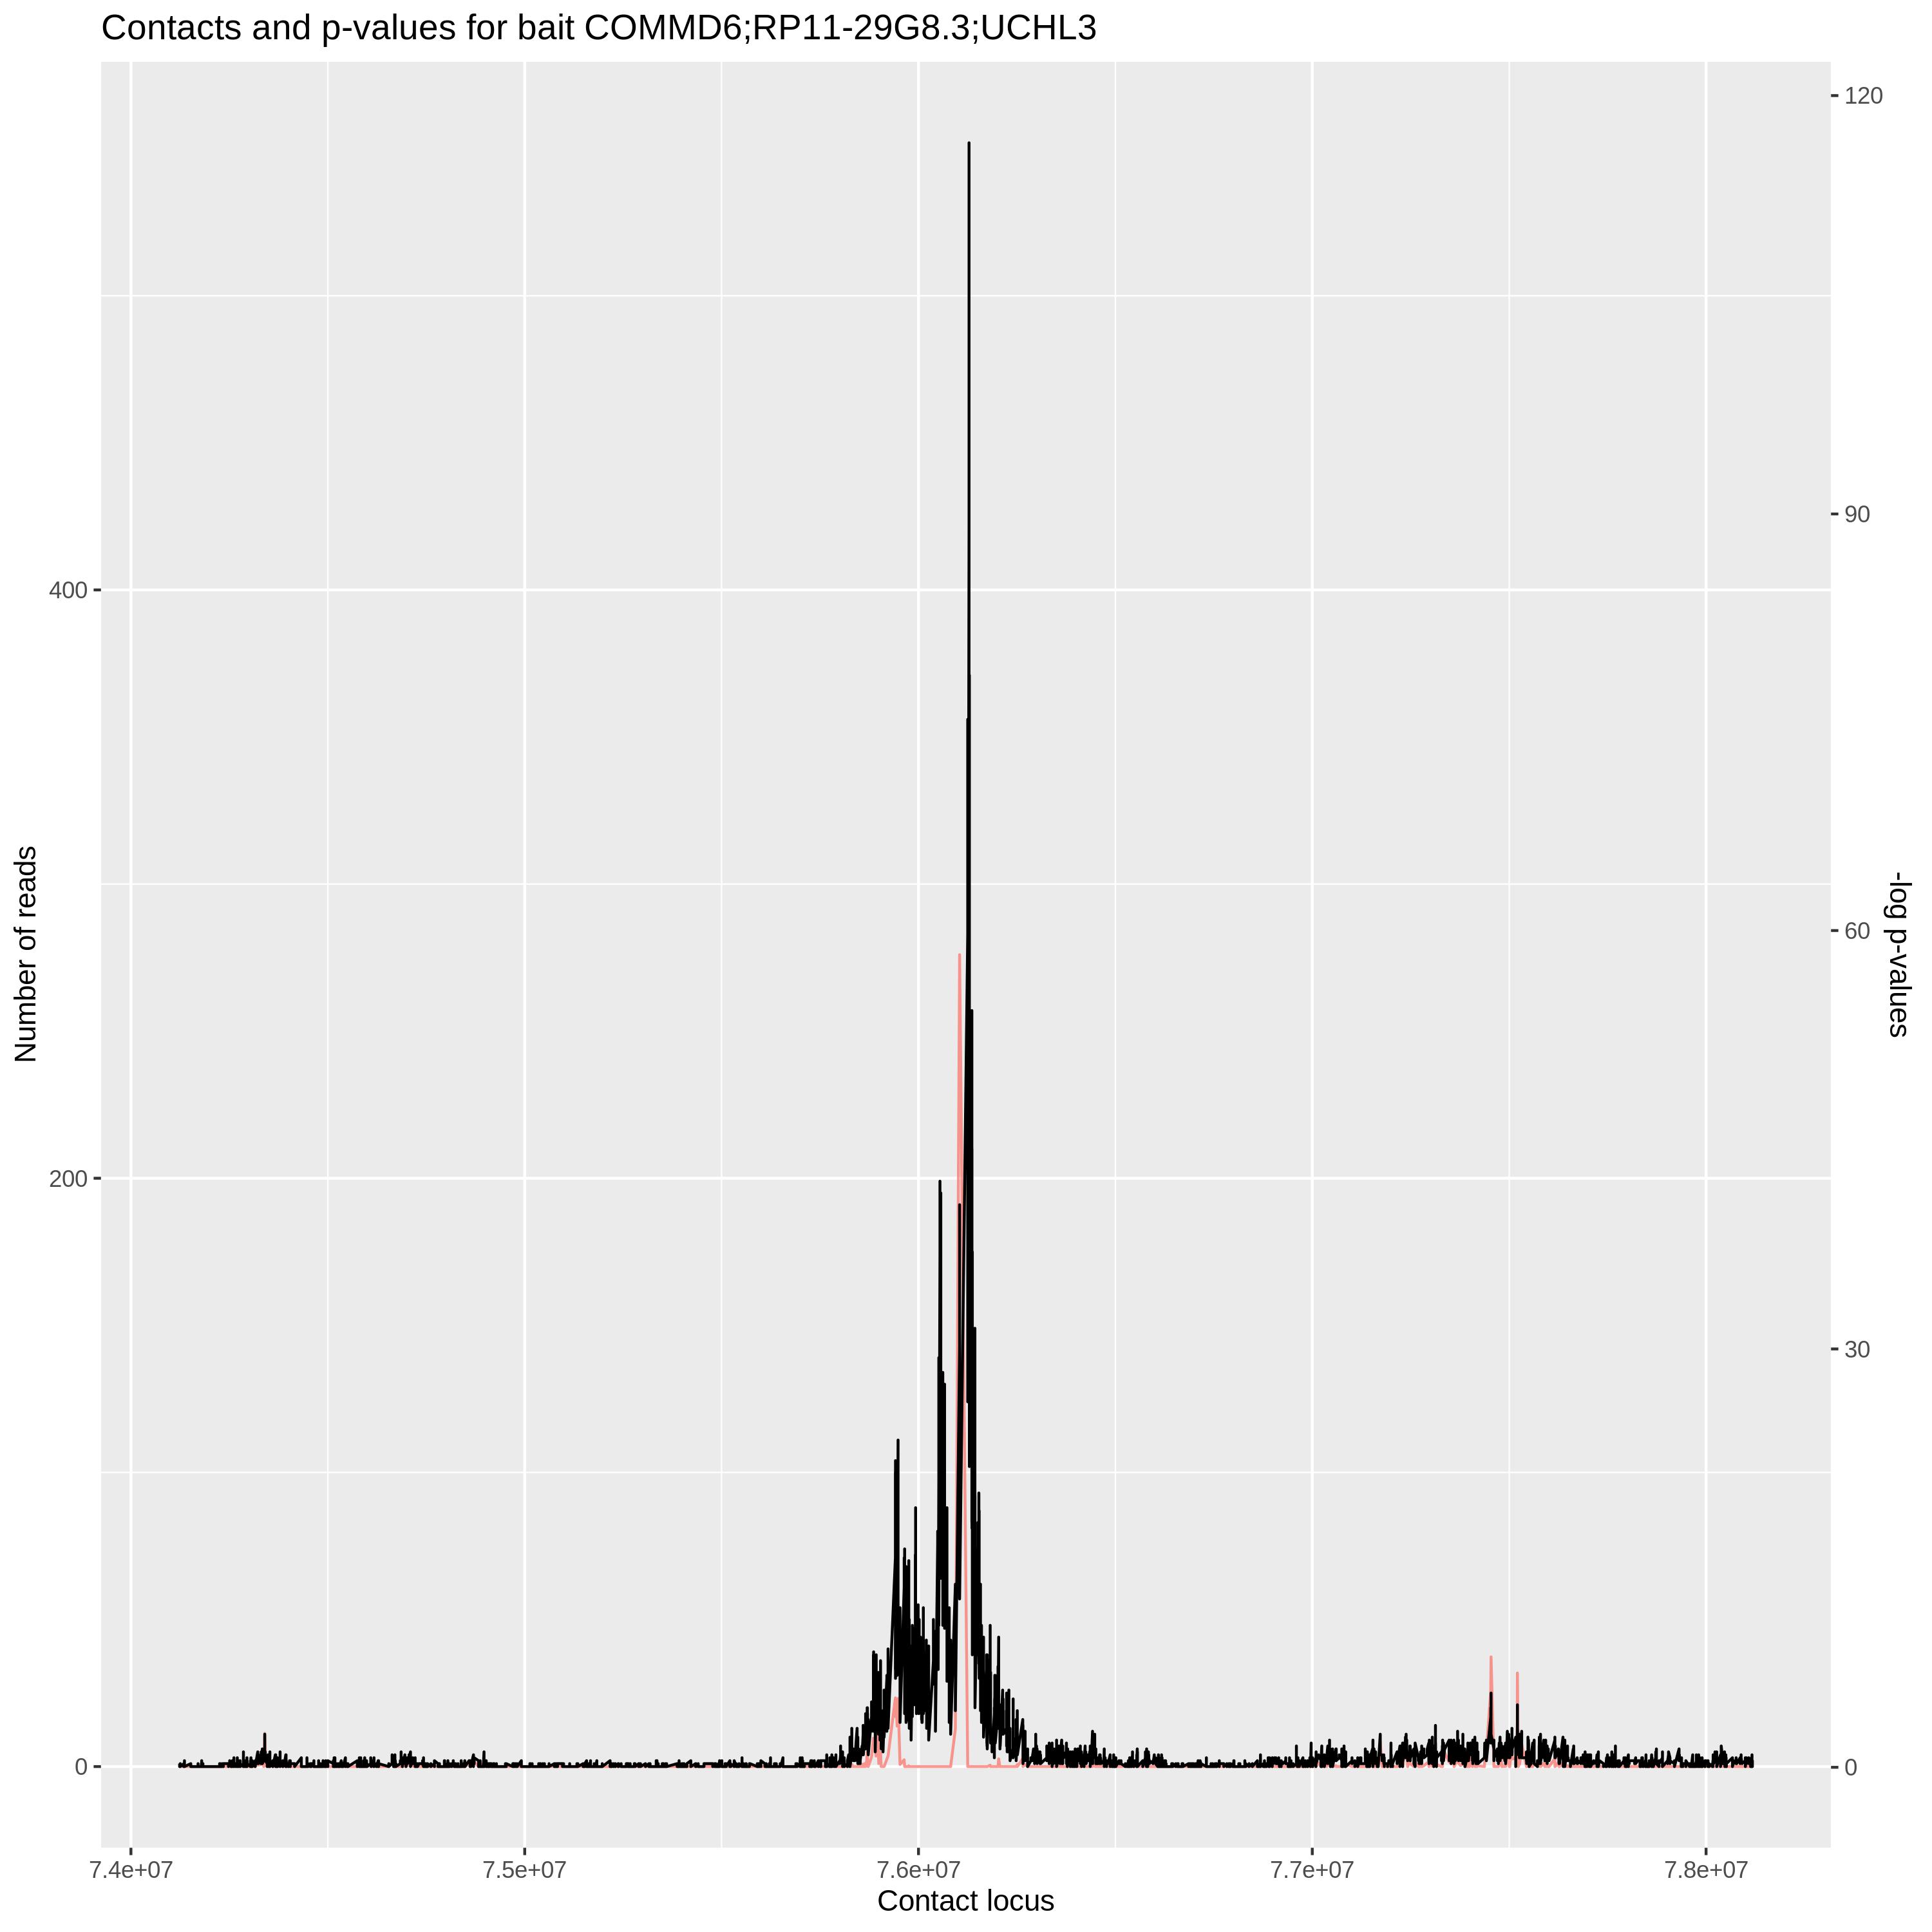 Contacts and p-values for bait COMMD6;RP11-29G8.3;UCHL3
Number of reads
400
200
0
120
90
60
30
0
-log p-values
7.4e+07
7.5e+07
7.6e+07
7.7e+07
7.8e+07
Contact locus